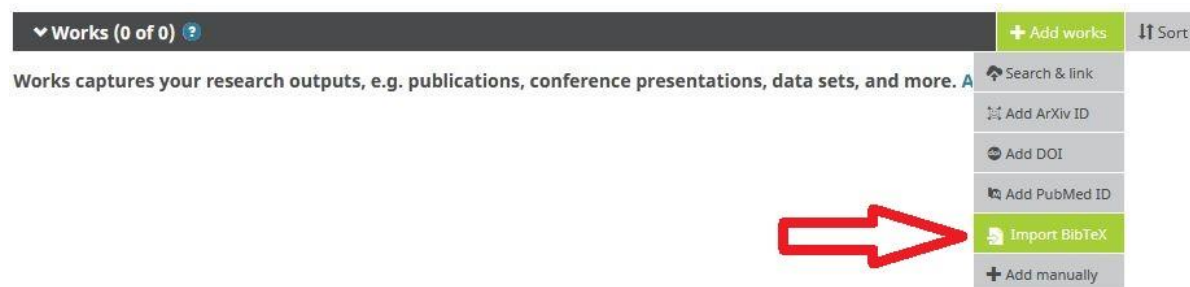 Works (0 of 0) ?
+ Add works
Sort
Works captures your research outputs, e.g. publications, conference presentations, data sets, and more. A
Search & link
Add ArXiv ID
Add DOI
Add PubMed ID
Import BibTeX
+ Add manually